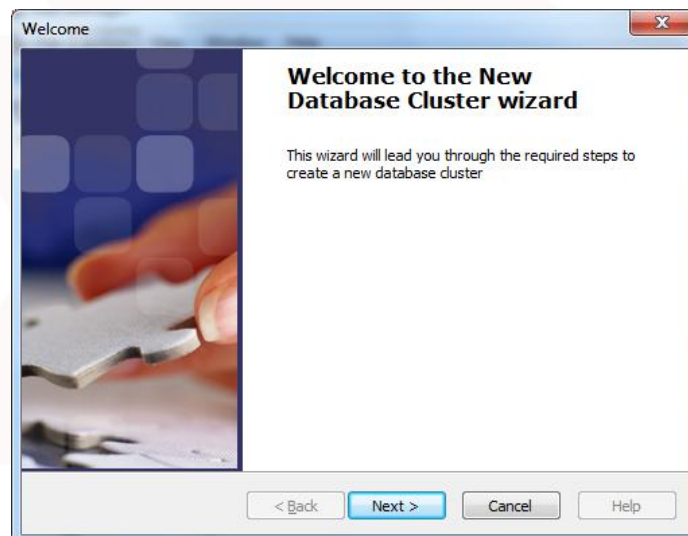 Welcome
Welcome to the New
Database Cluster wizard
This wizard will lead you through the required steps to
create a new database cluster
< Back
Next >
Cancel
Help